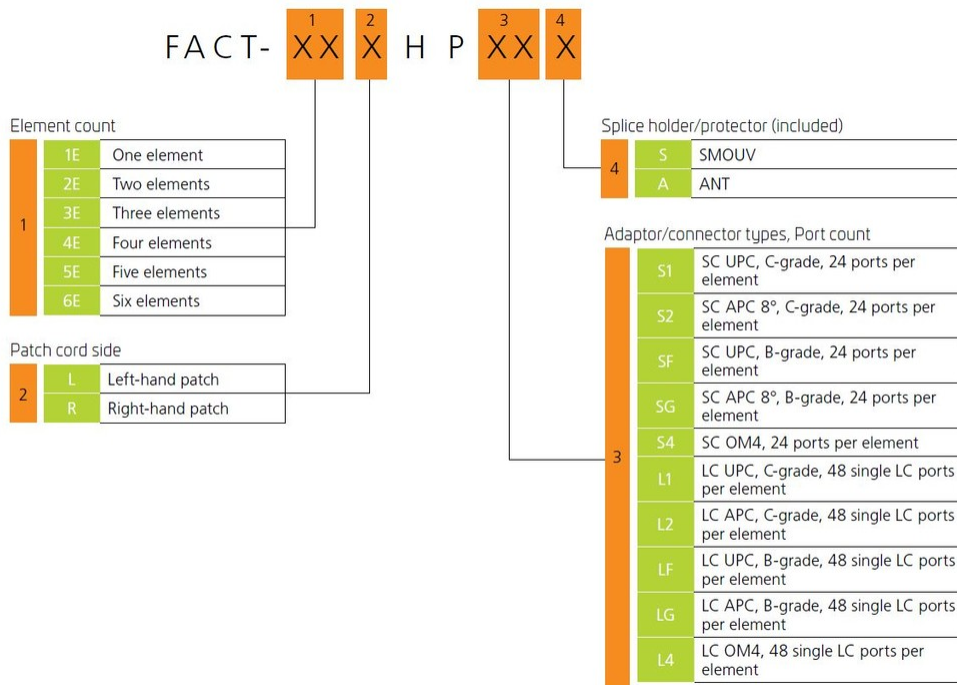 1 2 3 4
FACT- XX X H P XX X
Element count
1
1E One element
2E Two elements
3E Three elements
4E Four elements
5E Five elements
6E Six elements
Patch cord side
2
L Left-hand patch
R Right-hand patch
Splice holder/protector (included)
4
S SMOUV
A ANT
Adaptor/connector types, Port count
3
S1 SC UPC, C-grade, 24 ports per
element
S2 SC APC 8°, C-grade, 24 ports per
element
SF SC UPC, B-grade, 24 ports per
element
SG SC APC 8°, B-grade, 24 ports per
element
S4 SC OM4, 24 ports per element
L1 LC UPC, C-grade, 48 single LC ports
per element
L2 LC APC, C-grade, 48 single LC ports
per element
LF LC UPC, B-grade, 48 single LC ports
per element
LG LC APC, B-grade, 48 single LC ports
per element
L4 LC OM4, 48 single LC ports per
element